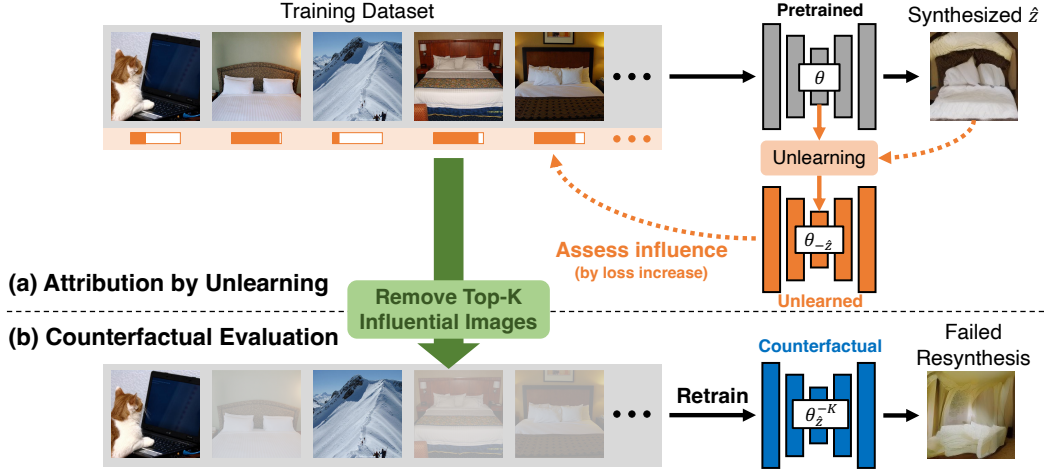 Training Dataset
Pretrained
Synthesized ẑ
θ
Unlearning
θ₋ẑ
Assess influence
(by loss increase)
Unlearned
(a) Attribution by Unlearning
Remove Top-K
Influential Images
(b) Counterfactual Evaluation
Counterfactual
Failed
Resynthesis
Retrain
θ_ẑ^−K